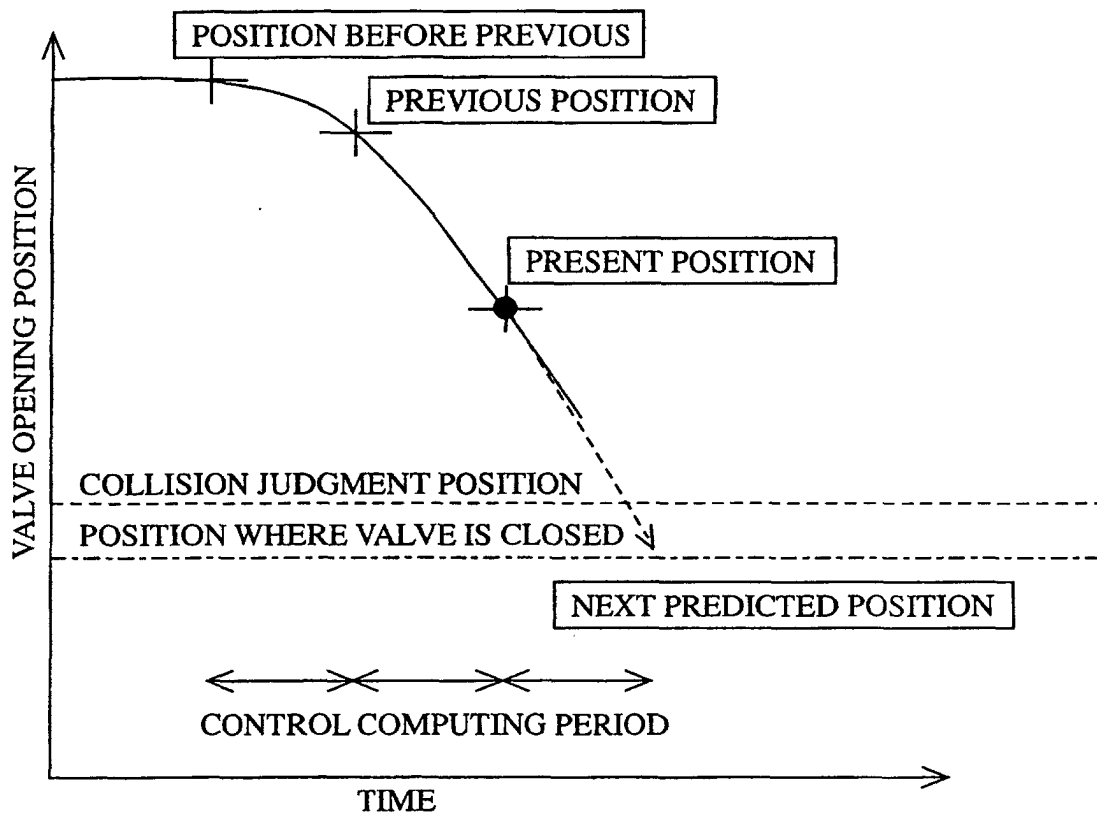 POSITION BEFORE PREVIOUS
PREVIOUS POSITION
VALVE OPENING POSITION
PRESENT POSITION
COLLISION JUDGMENT POSITION
POSITION WHERE VALVE IS CLOSED
NEXT PREDICTED POSITION
CONTROL COMPUTING PERIOD
TIME